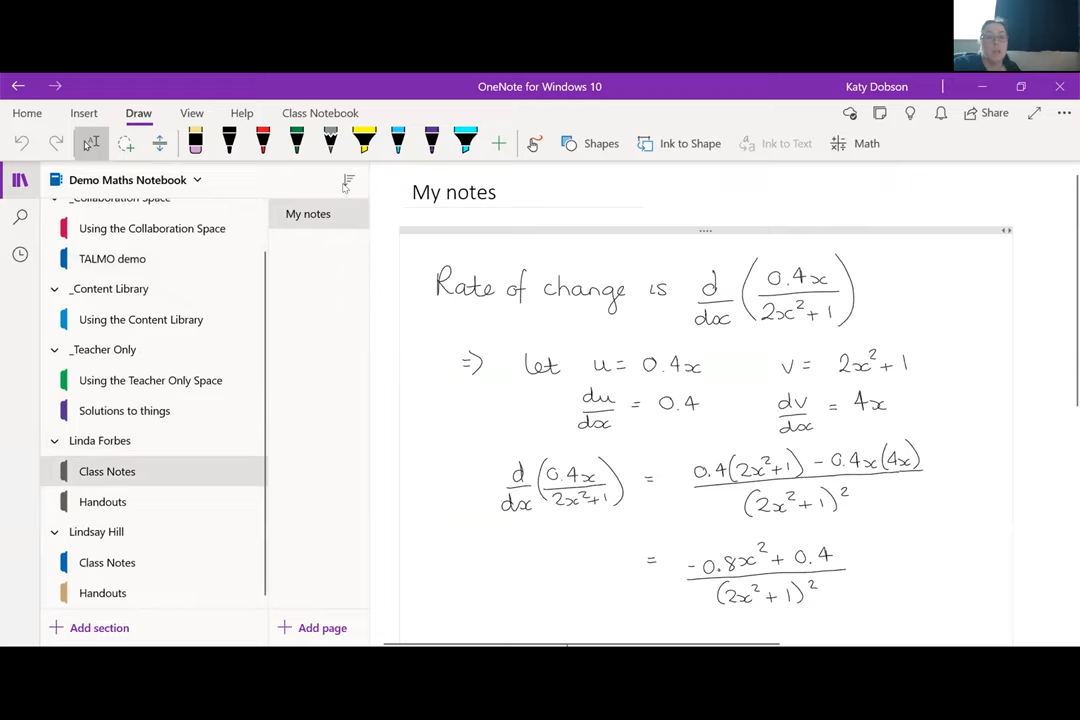 OneNote for Windows 10
Katy Dobson
Home Insert Draw View Help Class Notebook
Share
Shapes Ink to Shape Ink to Text Math
Demo Maths Notebook
_Collaboration Space
Using the Collaboration Space
TALMO demo
_Content Library
Using the Content Library
_Teacher Only
Using the Teacher Only Space
Solutions to things
Linda Forbes
Class Notes
Handouts
Lindsay Hill
Class Notes
Handouts
+ Add section
My notes
+ Add page
My notes
Rate of change is d/dx (0.4x/(2x²+1))
=> let u = 0.4x v = 2x²+1
du/dx = 0.4 dv/dx = 4x
d/dx (0.4x/(2x²+1)) = (0.4(2x²+1) - 0.4x(4x))/(2x²+1)²
= (-0.8x² + 0.4)/(2x²+1)²